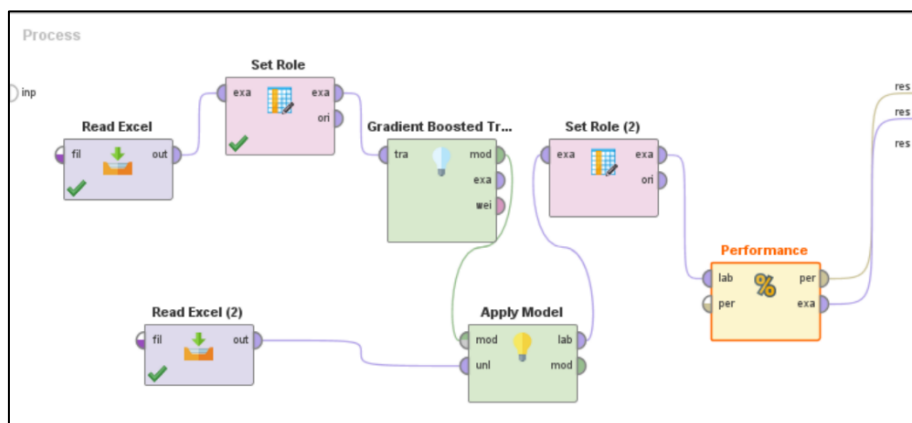 Process
inp
Read Excel
fil
out
Set Role
exa
exa
ori
Gradient Boosted Tr...
tra
mod
exa
wei
Set Role (2)
exa
exa
ori
res
res
res
Performance
lab
per
%
per
exa
Read Excel (2)
fil
out
Apply Model
mod
lab
unl
mod